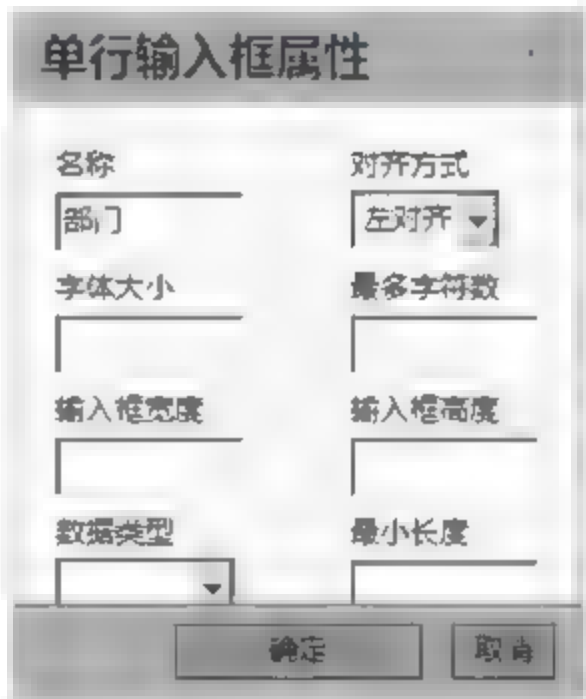 单行输入框属性
名称 对齐方式
部门 左对齐
字体大小 最多字符数
输入框宽度 输入框高度
数据类型 最小长度
确定 取消